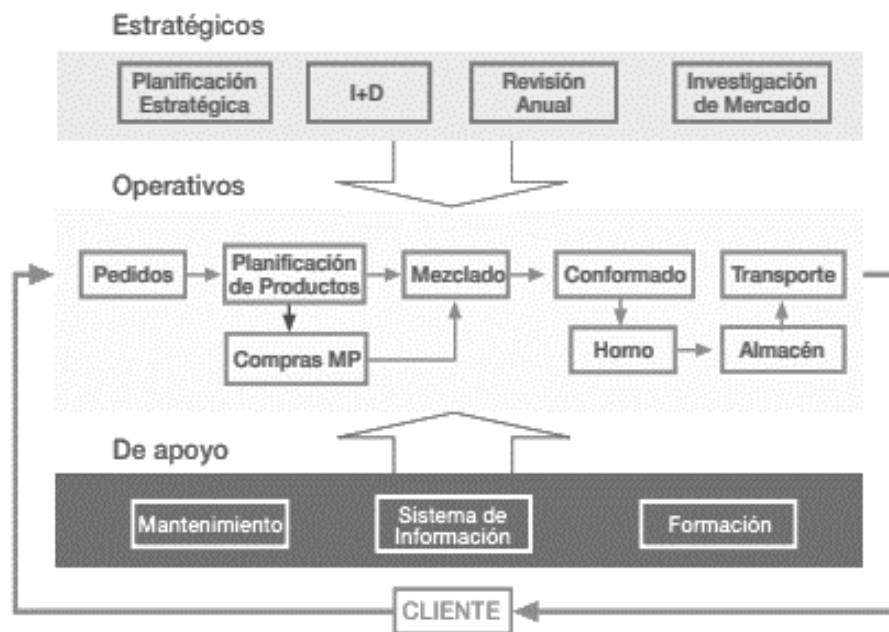 Estratégicos
Planificación
Estratégica
I+D
Revisión
Anual
Investigación
de Mercado
Operativos
Pedidos
Planificación
de Productos
Mezclado
Conformado
Transporte
Compras MP
Horno
Almacén
De apoyo
Mantenimiento
Sistema de
Información
Formación
CLIENTE